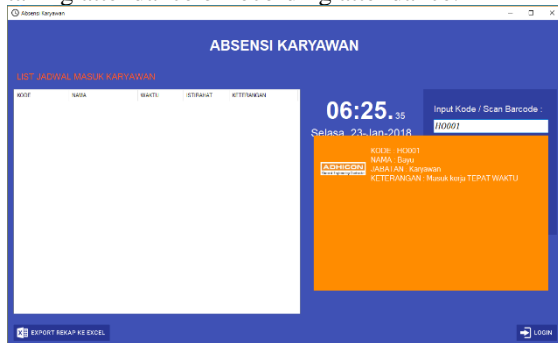 Absensi Karyawan
ABSENSI KARYAWAN
LIST JADWAL MASUK KARYAWAN
KODE NAMA WAKTU ISTIRAHAT KETERANGAN
06:25. 35
Selasa, 23-Jan-2018
Input Kode / Scan Barcode :
H0001
ADHICON
KODE : HO001
NAMA : Bayu
JABATAN : Karyawan
KETERANGAN : Masuk kerja TEPAT WAKTU
EXPORT REKAP KE EXCEL
LOGIN